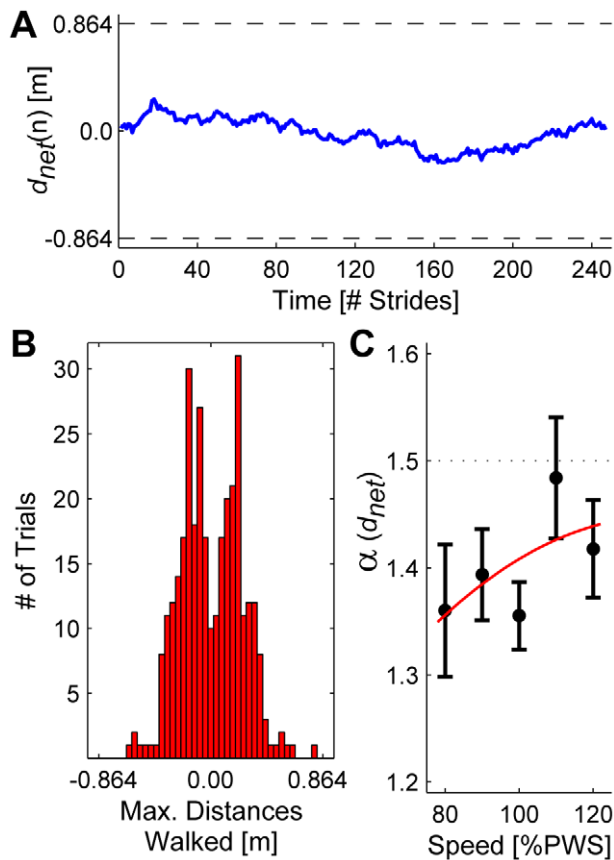 A
0.864
0.0
-0.864
dnet(n) [m]
0 40 80 120 160 200 240
Time [# Strides]
B
30
25
20
15
10
5
# of Trials
-0.864 0.00 0.864
Max. Distances
Walked [m]
C
1.6
1.5
1.4
1.3
1.2
α (dnet)
80 100 120
Speed [%PWS]